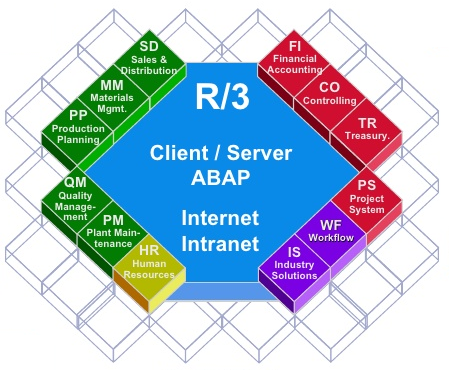 SD
Sales &
Distribution
MM
Materials
Mgmt.
PP
Production
Planning
QM
Quality
Manage-
ment
PM
Plant Main-
tenance
HR
Human
Resources
R/3
Client / Server
ABAP
Internet
Intranet
FI
Financial
Accounting
CO
Controlling
TR
Treasury.
PS
Project
System
WF
Workflow
IS
Industry
Solutions